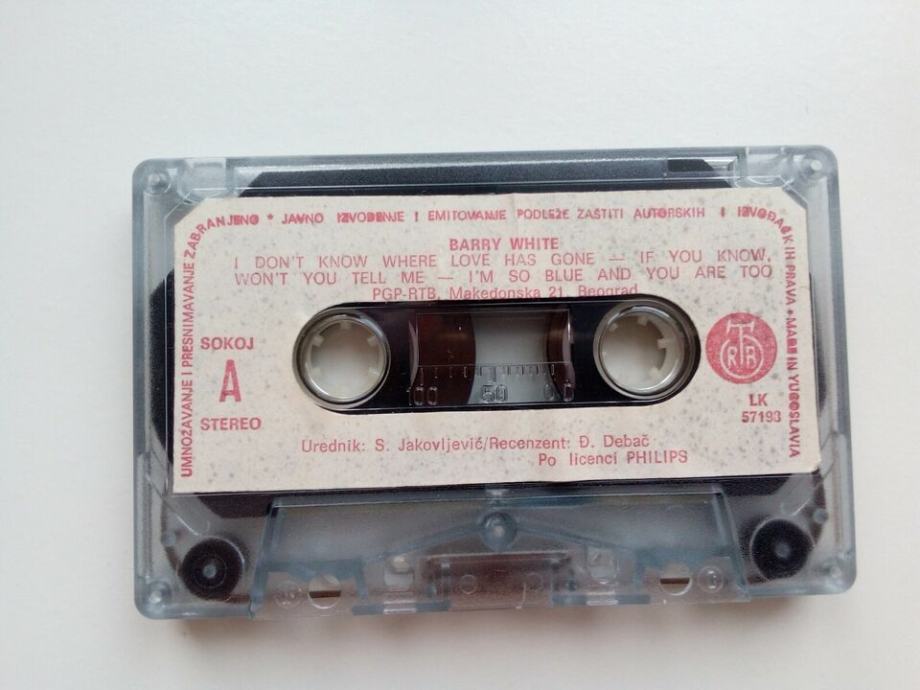 UMNOŽAVANJE I PRESNIMAVANJE ZABRANJENO * JAVNO IZVOĐENJE I EMITOVANJE PODLEŽE ZAŠTITI AUTORSKIH I IZVOĐAČKIH PRAVA * MADE IN YUGOSLAVIA
BARRY WHITE
I DON'T KNOW WHERE LOVE HAS GONE — IF YOU KNOW,
WON'T YOU TELL ME — I'M SO BLUE AND YOU ARE TOO
PGP-RTB, Makedonska 21, Beograd
SOKOJ
A
STEREO
100 50 0
RTB
LK
57193
Urednik: S. Jakovljević/Recenzent: Đ. Debač
Po licenci PHILIPS